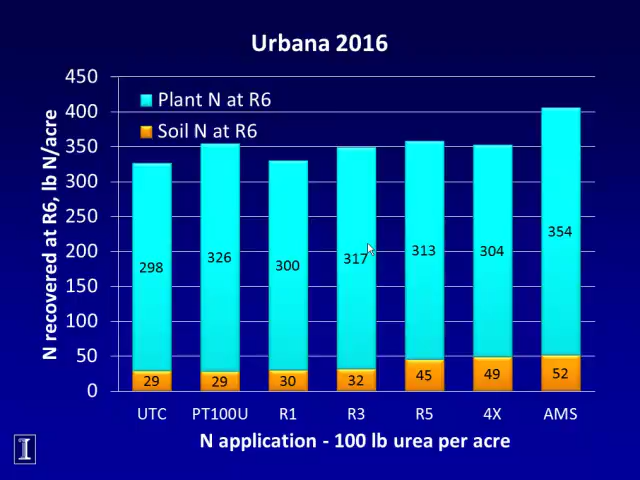 Urbana 2016
450
400
350
300
250
200
150
100
50
0
N recovered at R6, lb N/acre
Plant N at R6
Soil N at R6
298 326 300 317 313 304 354
29 29 30 32 45 49 52
UTC PT100U R1 R3 R5 4X AMS
N application - 100 lb urea per acre
I